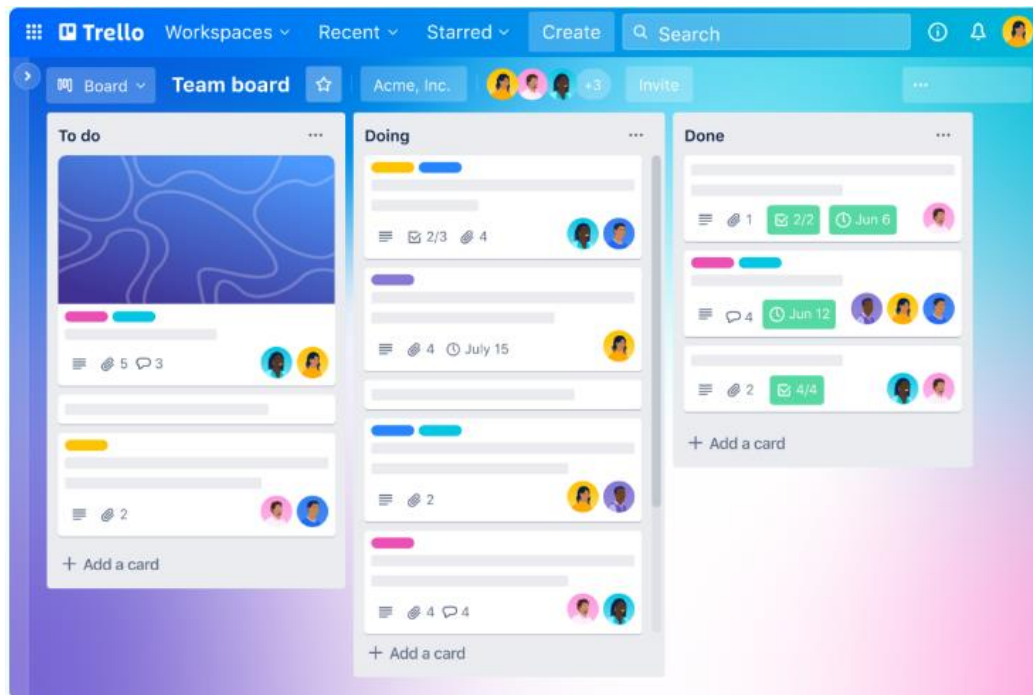 Trello Workspaces Recent Starred Create Search
Board Team board Acme, Inc. +3 Invite
To do
5 3
2
Add a card
Doing
2/3 4
4 July 15
2
4 4
Add a card
Done
1 2/2 Jun 6
4 Jun 12
2 4/4
Add a card